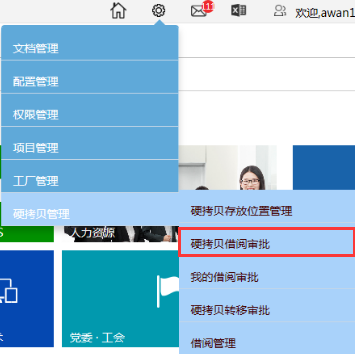 11
欢迎,awan1
文档管理
配置管理
权限管理
项目管理
工厂管理
硬拷贝管理
硬拷贝存放位置管理
硬拷贝借阅审批
我的借阅审批
硬拷贝转移审批
借阅管理
S
人力资源
党委·工会